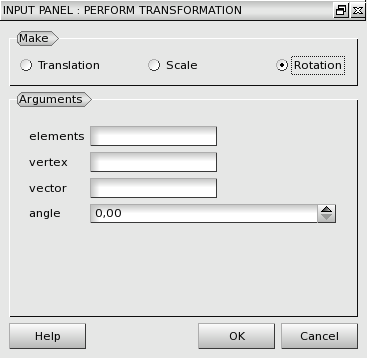 INPUT PANEL : PERFORM TRANSFORMATION
Make
Translation Scale Rotation
Arguments
elements
vertex
vector
angle 0,00
Help OK Cancel